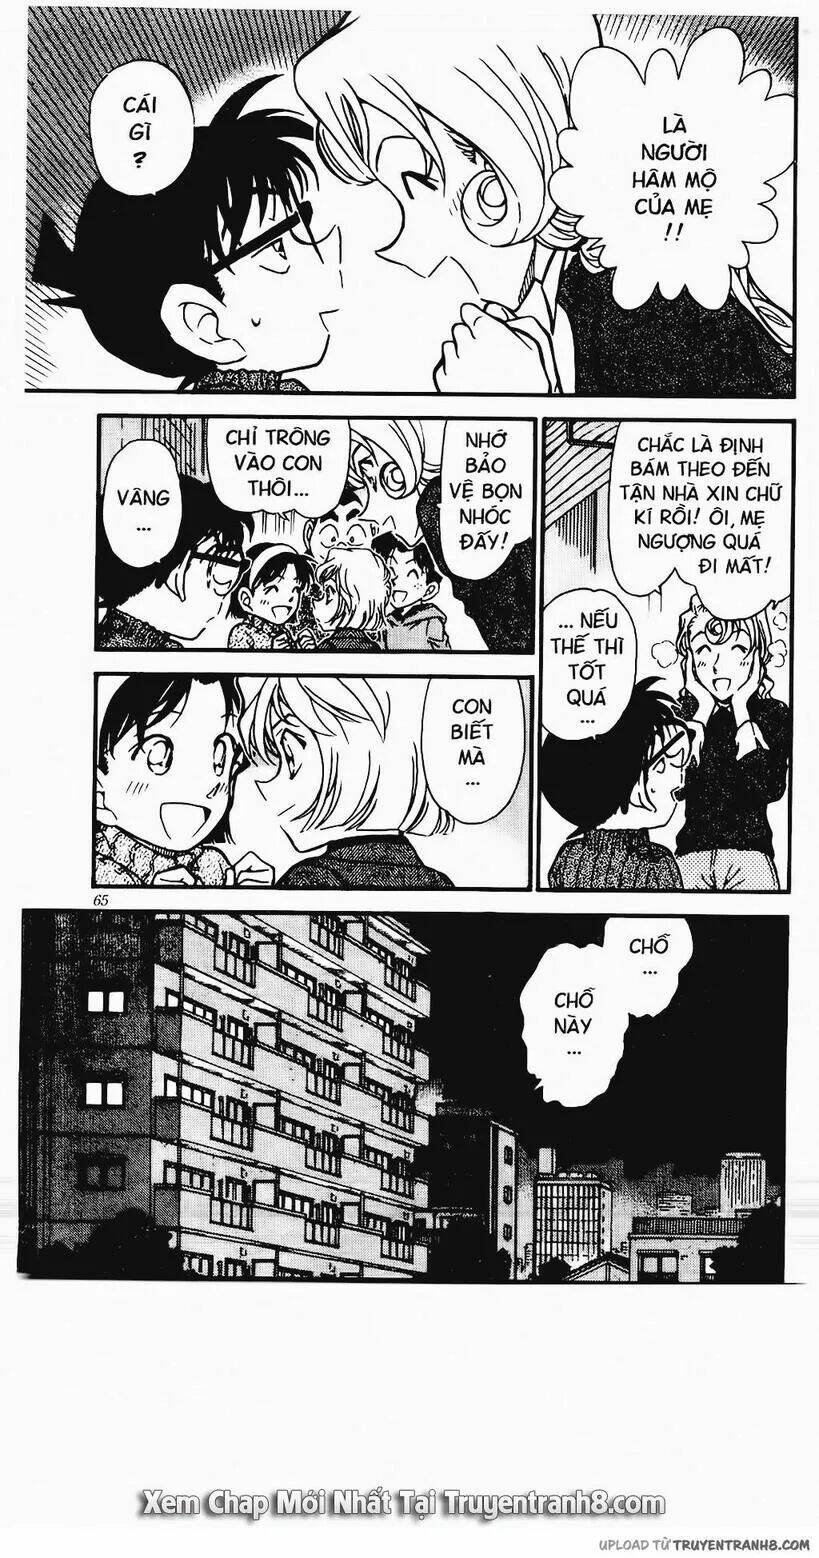 LÀ
NGƯỜI
HÂM MỘ
CỦA MẸ
!!
CÁI
GÌ
?
CHẮC LÀ ĐỊNH
BÁM THEO ĐẾN
TẬN NHÀ XIN CHỮ
KÍ RỒI! ÔI, MẸ
NGƯỢNG QUÁ
ĐI MẤT!
... NẾU
THẾ THÌ
TỐT
QUÁ
...
NHỚ
BẢO
VỆ BỌN
NHÓC
ĐẤY!
CHỈ TRÔNG
VÀO CON
THÔI...
VÂNG
...
CON
BIẾT
MÀ
...
65
CHỖ
...
CHỖ
NÀY
...
Xem Chap Mới Nhất Tại Truyentranh8.com
UPLOAD TỪ TRUYENTRANH8.COM